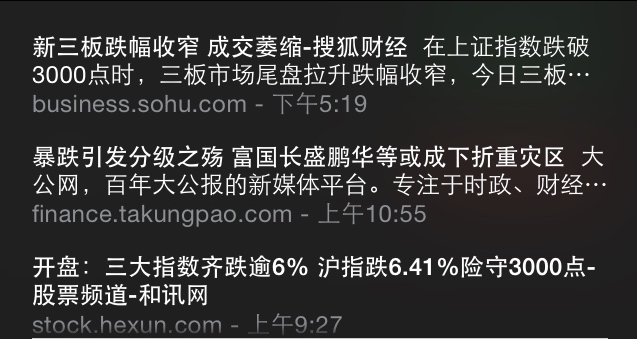 新三板跌幅收窄 成交萎缩-搜狐财经 在上证指数跌破
3000点时，三板市场尾盘拉升跌幅收窄，今日三板…
business.sohu.com - 下午5:19
暴跌引发分级之殇 富国长盛鹏华等或成下折重灾区 大
公网，百年大公报的新媒体平台。专注于时政、财经…
finance.takungpao.com - 上午10:55
开盘：三大指数齐跌逾6% 沪指跌6.41%险守3000点-
股票频道-和讯网
stock.hexun.com - 上午9:27